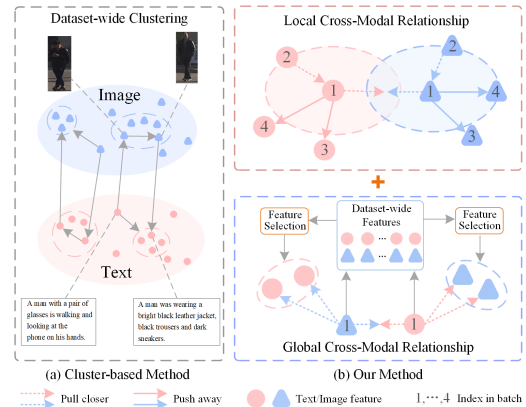 Dataset-wide Clustering
Image
Text
A man with a pair of
glasses is walking and
looking at the
phone on his hands.
A man was wearing a
bright black leather jacket,
black trousers and dark
sneakers.
(a) Cluster-based Method
Local Cross-Modal Relationship
2
1
4
3
2
1
4
3
+
Feature
Selection
Dataset-wide
Features
...
...
Feature
Selection
1
1
Global Cross-Modal Relationship
(b) Our Method
Pull closer
Push away
Text/Image feature
1,···,4 Index in batch